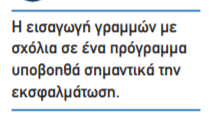 Η εισαγωγή γραμμών με
σχόλια σε ένα πρόγραμμα
υποβοηθά σημαντικά την
εκσφαλμάτωση.